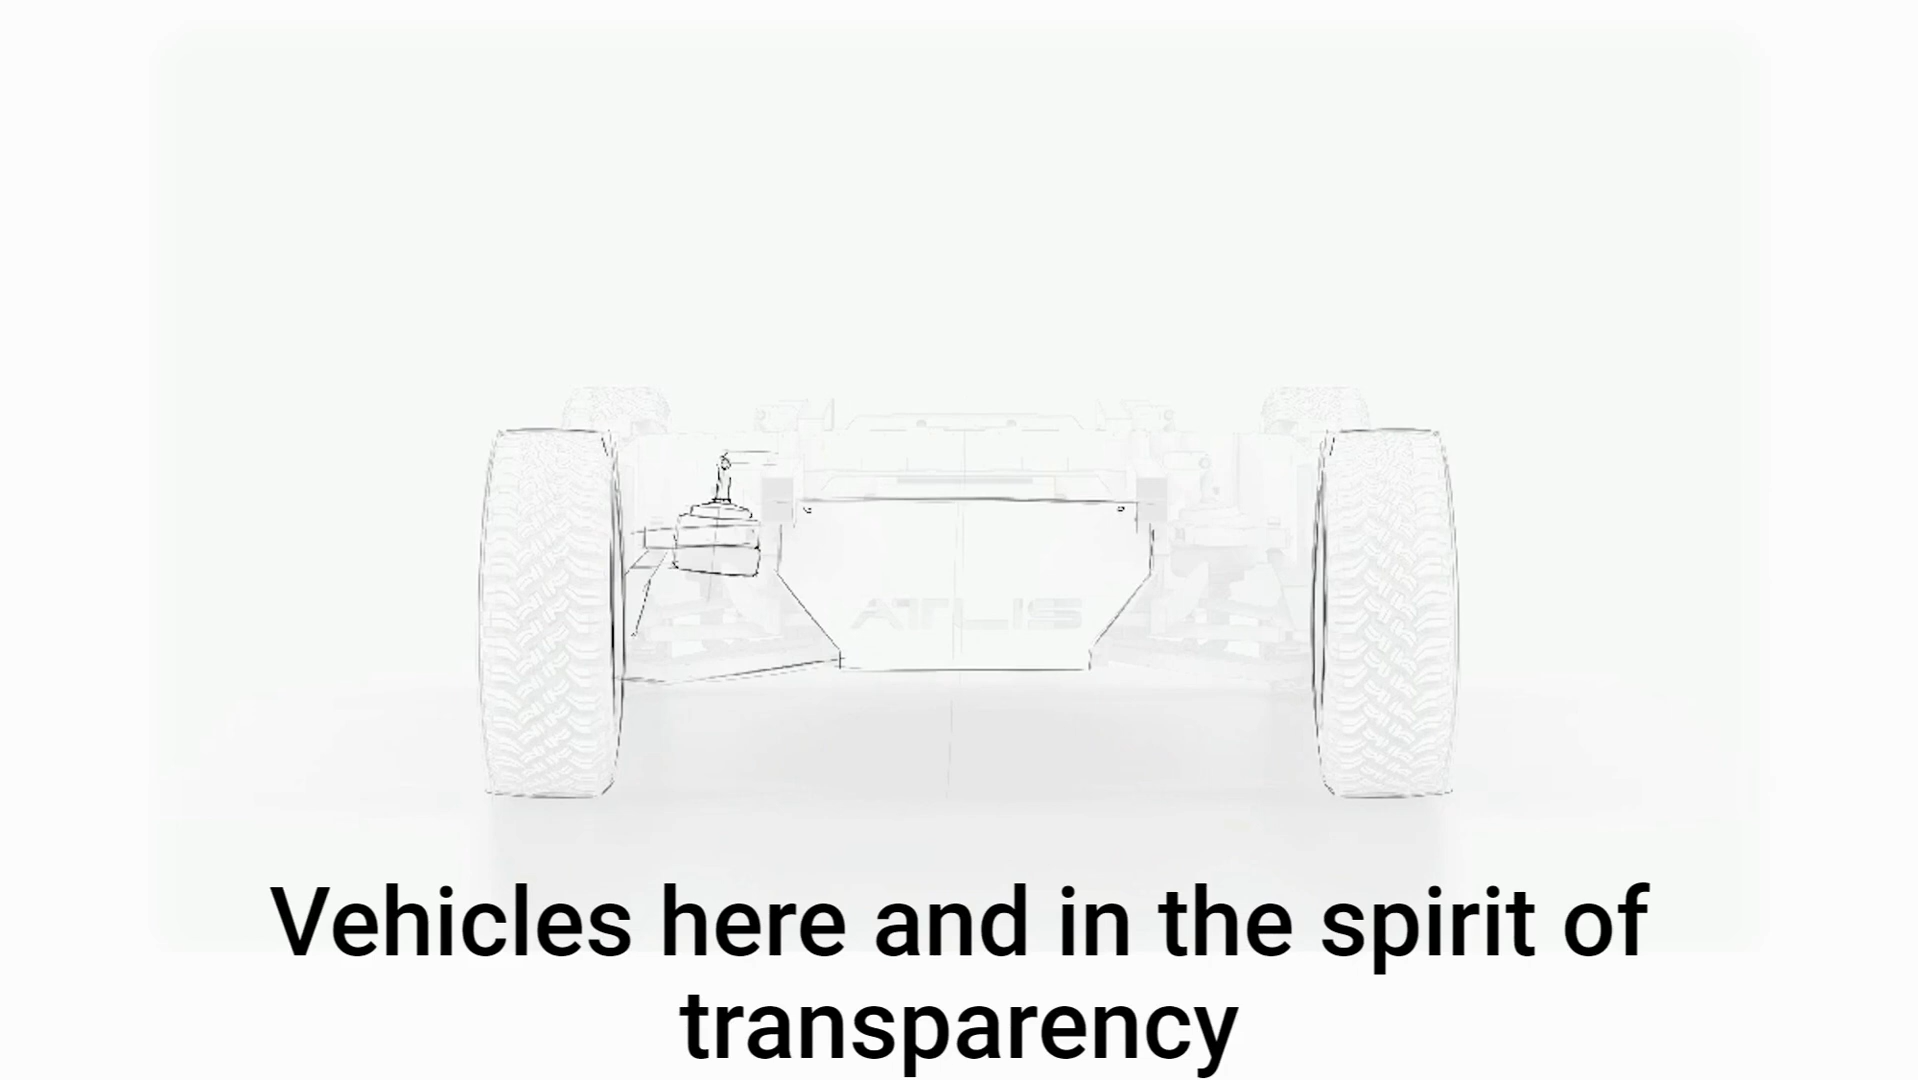 ATLIS
Vehicles here and in the spirit of
transparency